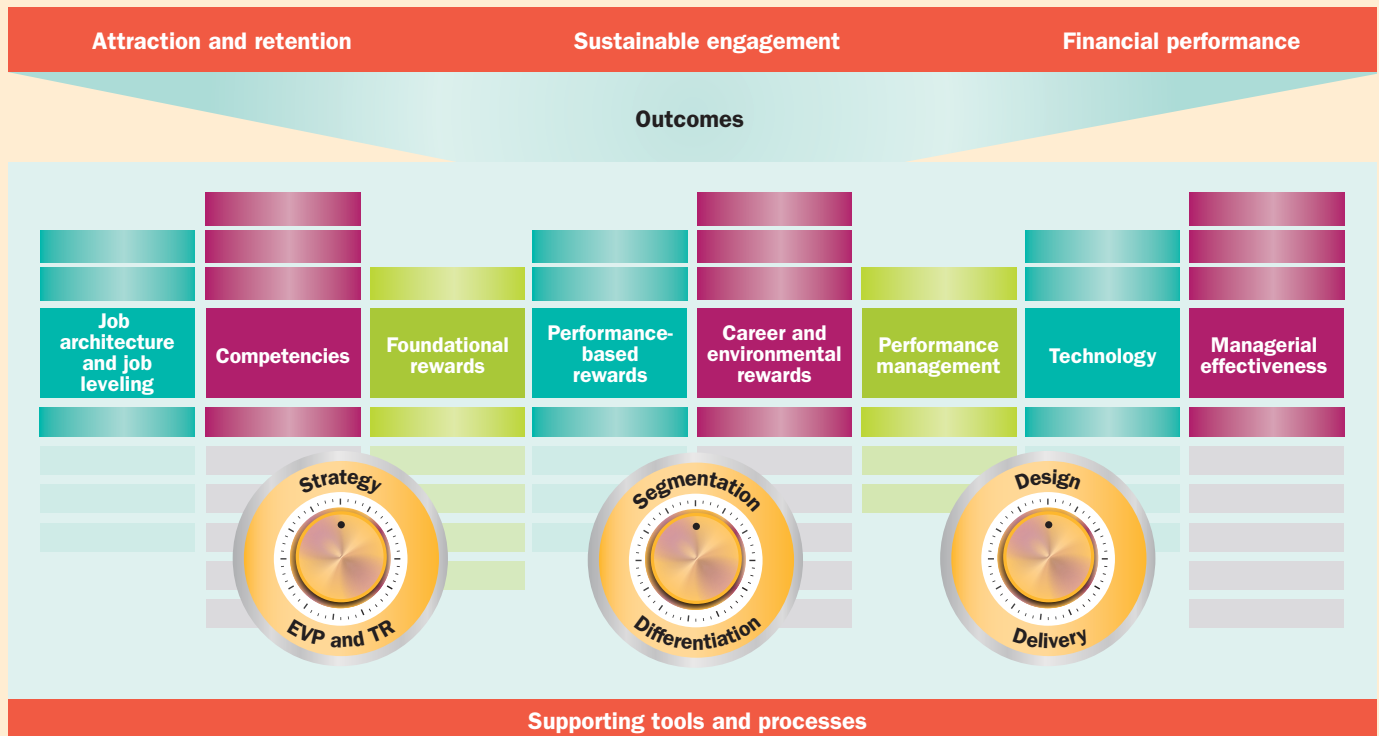 Attraction and retention
Sustainable engagement
Financial performance
Outcomes
Job
architecture
and job
leveling
Competencies
Foundational
rewards
Performance-
based
rewards
Career and
environmental
rewards
Performance
management
Technology
Managerial
effectiveness
Strategy
EVP and TR
Segmentation
Differentiation
Design
Delivery
Supporting tools and processes